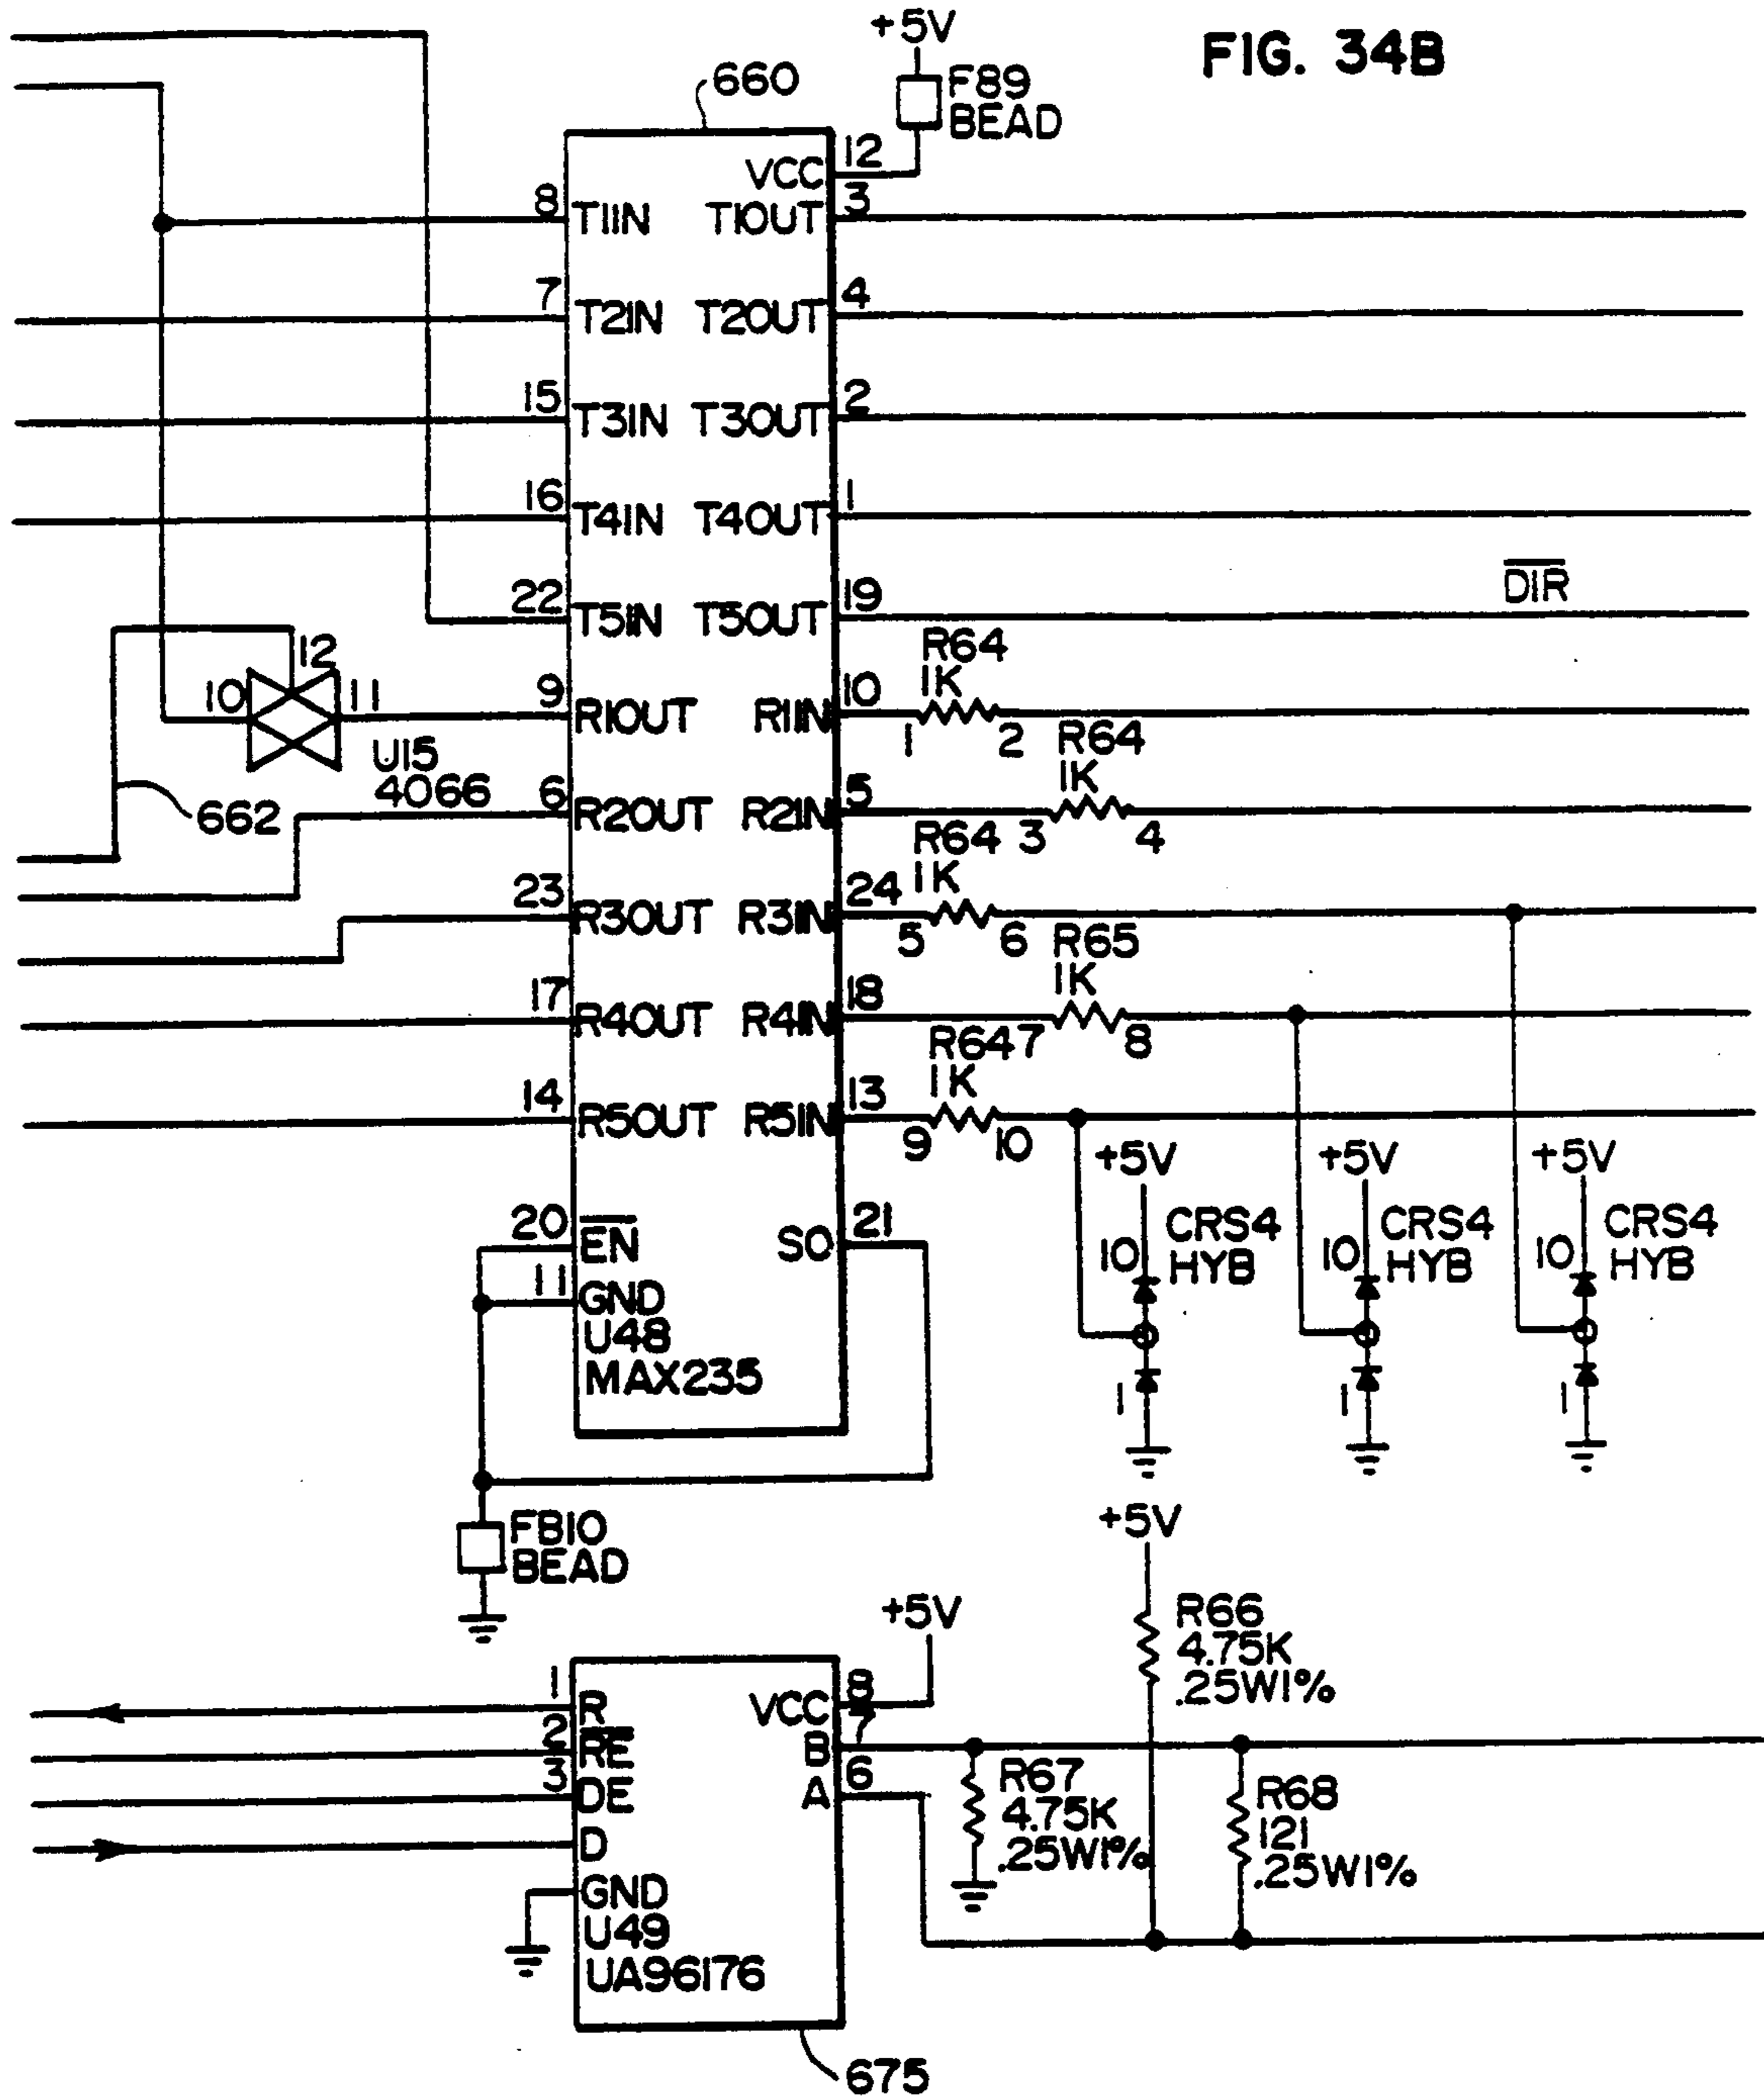 FIG. 34B
+5V
F89
BEAD
660
VCC 12
8 T1IN T1OUT 3
7 T2IN T2OUT 4
15 T3IN T3OUT 2
16 T4IN T4OUT 1
22 T5IN T5OUT 19
DIR
12
10 11
U15
4066
662
9 R1OUT R1IN 10
R64
1K
1 2
6 R2OUT R2IN 5
R64
1K
3 4
23 R3OUT R3IN 24
R64
1K
5 6
17 R4OUT R4IN 18
R65
1K
7 8
14 R5OUT R5IN 13
R64
1K
9 10
20 EN SO 21
11 GND
U48
MAX235
+5V +5V +5V
10 CRS4 10 CRS4 10 CRS4
HYB HYB HYB
1 1 1
FB10
BEAD
+5V
R66
4.75K
.25W1%
+5V
1 R VCC 8
2 RE B 7
3 DE A 6
D
GND
U49
UA96176
R67
4.75K
.25W1%
R68
121
.25W1%
675